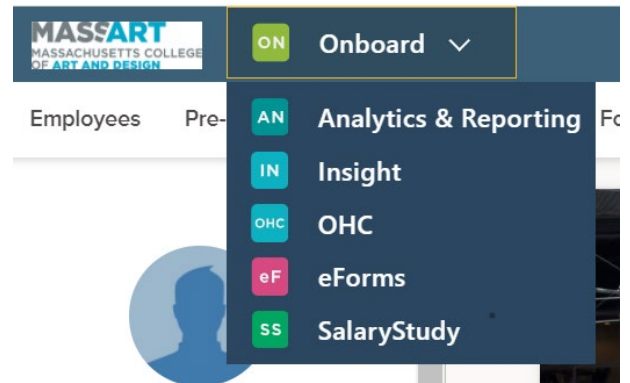 MASSART
MASSACHUSETTS COLLEGE
OF ART AND DESIGN
ON Onboard
Employees Pre-
AN Analytics & Reporting Fo
IN Insight
OHC OHC
eF eForms
SS SalaryStudy